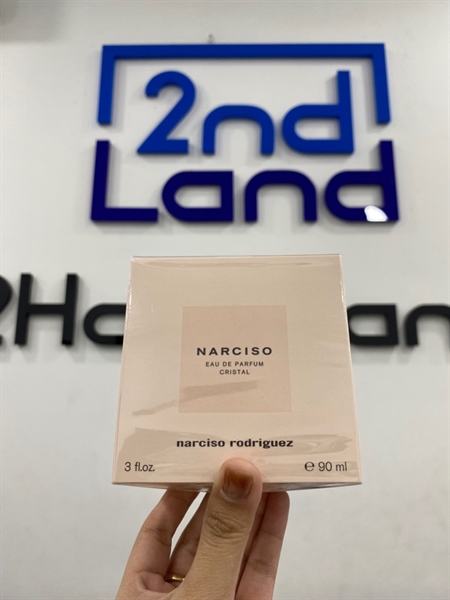 2nd
Land
NARCISO
EAU DE PARFUM
CRISTAL
narciso rodriguez
3 fl.oz.
℮ 90 ml